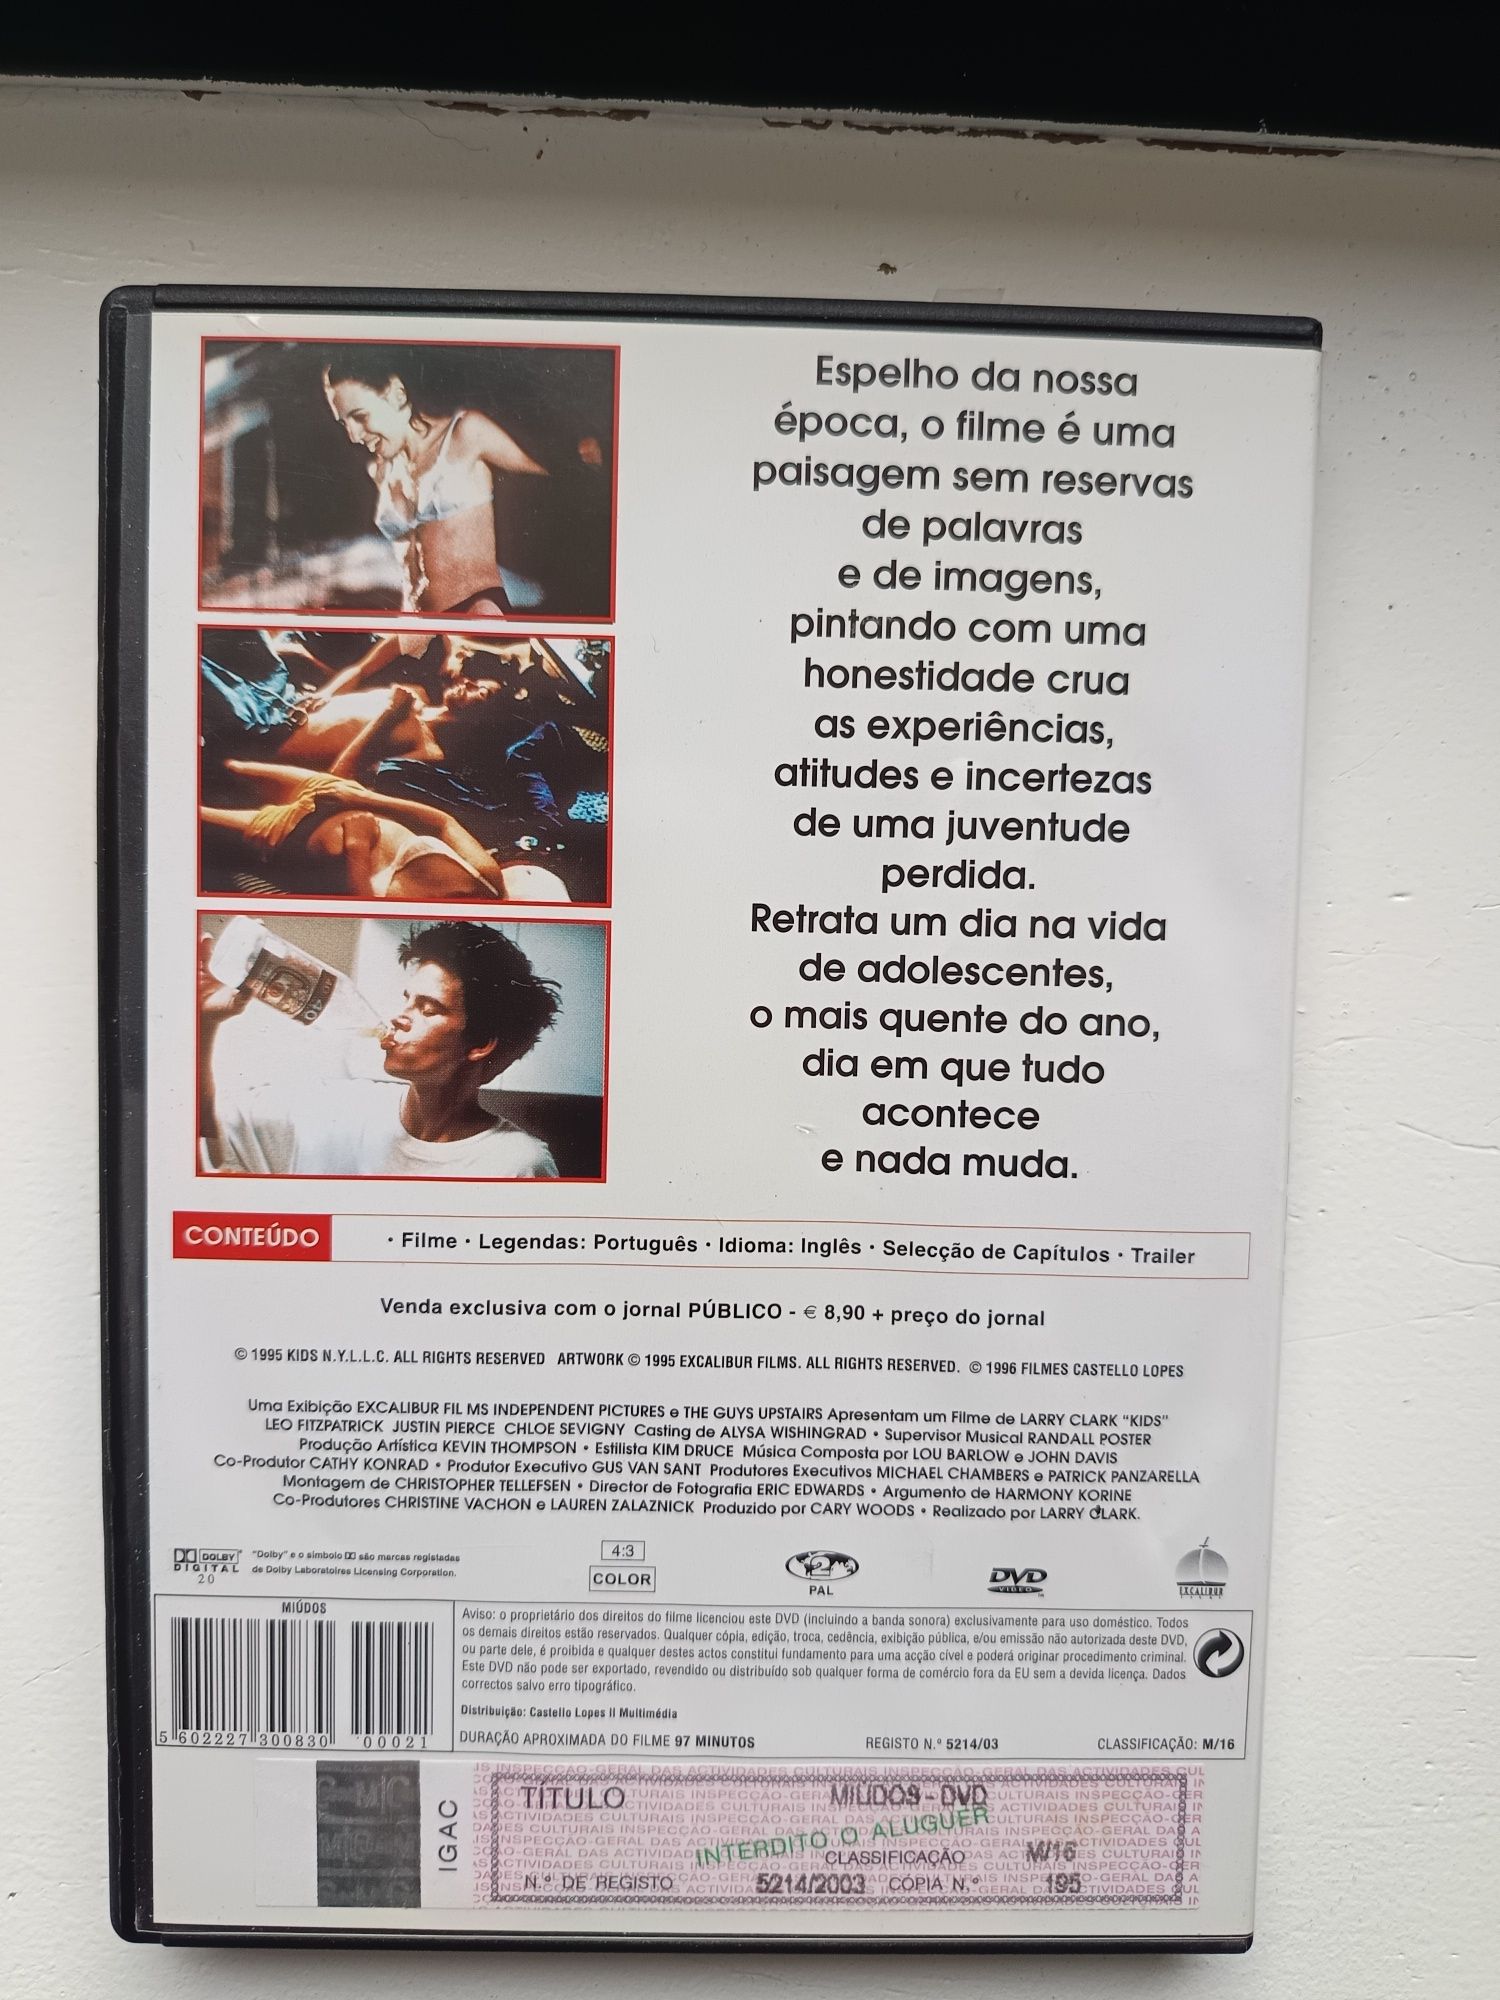 Espelho da nossa
época, o filme é uma
paisagem sem reservas
de palavras
e de imagens,
pintando com uma
honestidade crua
as experiências,
atitudes e incertezas
de uma juventude
perdida.
Retrata um dia na vida
de adolescentes,
o mais quente do ano,
dia em que tudo
acontece
e nada muda.
40
CONTEÚDO • Filme • Legendas: Português • Idioma: Inglês • Selecção de Capítulos • Trailer
Venda exclusiva com o jornal PÚBLICO - € 8,90 + preço do jornal
© 1995 KIDS N.Y.L.L.C. ALL RIGHTS RESERVED ARTWORK © 1995 EXCALIBUR FILMS. ALL RIGHTS RESERVED. © 1996 FILMES CASTELLO LOPES
Uma Exibição EXCALIBUR FIL MS INDEPENDENT PICTURES e THE GUYS UPSTAIRS Apresentam um Filme de LARRY CLARK "KIDS"
LEO FITZPATRICK JUSTIN PIERCE CHLOE SEVIGNY Casting de ALYSA WISHINGRAD • Supervisor Musical RANDALL POSTER
Produção Artística KEVIN THOMPSON • Estilista KIM DRUCE Música Composta por LOU BARLOW e JOHN DAVIS
Co-Produtor CATHY KONRAD • Produtor Executivo GUS VAN SANT Produtores Executivos MICHAEL CHAMBERS e PATRICK PANZARELLA
Montagem de CHRISTOPHER TELLEFSEN • Director de Fotografia ERIC EDWARDS • Argumento de HARMONY KORINE
Co-Produtores CHRISTINE VACHON e LAUREN ZALAZNICK Produzido por CARY WOODS • Realizado por LARRY CLARK.
DOLBY
DIGITAL
2 0
"Dolby" e o símbolo DD são marcas registadas
de Dolby Laboratoires Licensing Corporation.
4:3
COLOR
2
PAL
DVD
VIDEO
EXCALIBUR
MIÚDOS
5 602227 300830 00021
Aviso: o proprietário dos direitos do filme licenciou este DVD (incluindo a banda sonora) exclusivamente para uso doméstico. Todos
os demais direitos estão reservados. Qualquer cópia, edição, troca, cedência, exibição pública, e/ou emissão não autorizada deste DVD,
ou parte dele, é proibida e qualquer destes actos constitui fundamento para uma acção cível e poderá originar procedimento criminal.
Este DVD não pode ser exportado, revendido ou distribuído sob qualquer forma de comércio fora da EU sem a devida licença. Dados
correctos salvo erro tipográfico.
Distribuição: Castello Lopes II Multimédia
DURAÇÃO APROXIMADA DO FILME 97 MINUTOS REGISTO N.º 5214/03 CLASSIFICAÇÃO: M/16
IGAC
TÍTULO MIÚDOS - DVD
INTERDITO O ALUGUER
CLASSIFICAÇÃO M/16
N.º DE REGISTO 5214/2003 CÓPIA N.º 195